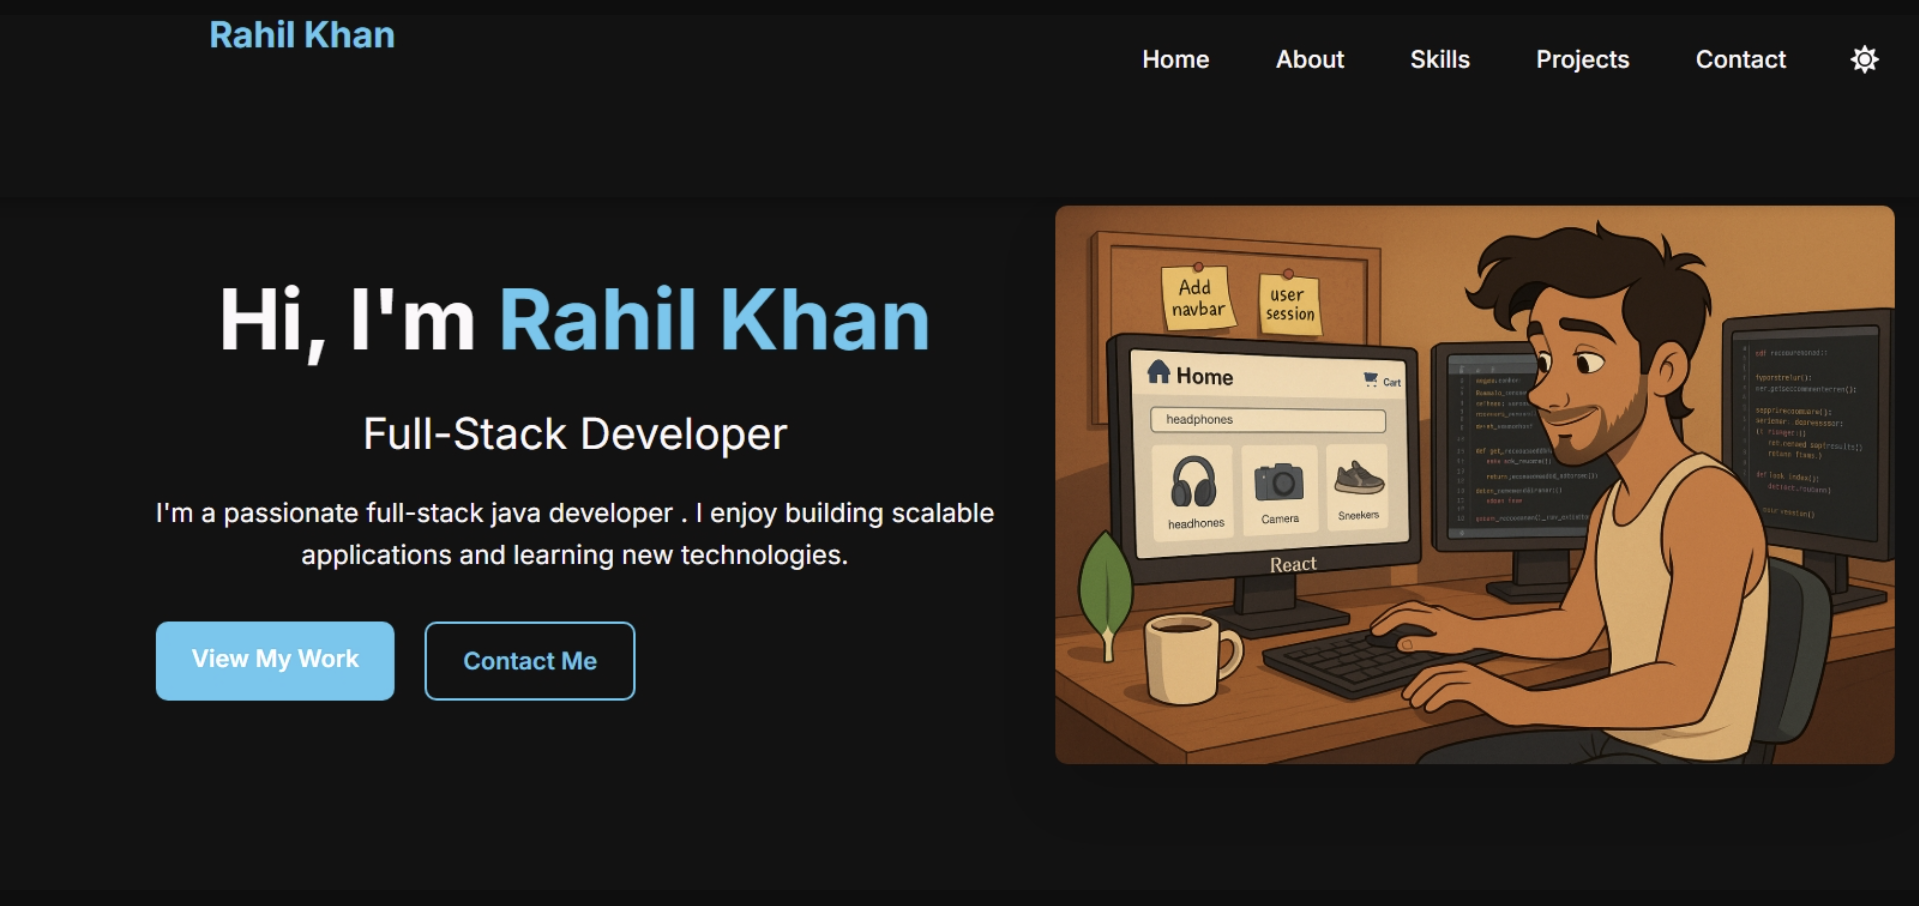 Rahil Khan
Home About Skills Projects Contact
Hi, I'm Rahil Khan
Full-Stack Developer
I'm a passionate full-stack java developer . I enjoy building scalable
applications and learning new technologies.
View My Work Contact Me
Add
navbar
user
session
Home Cart
headphones
headhones Camera Sneekers
React